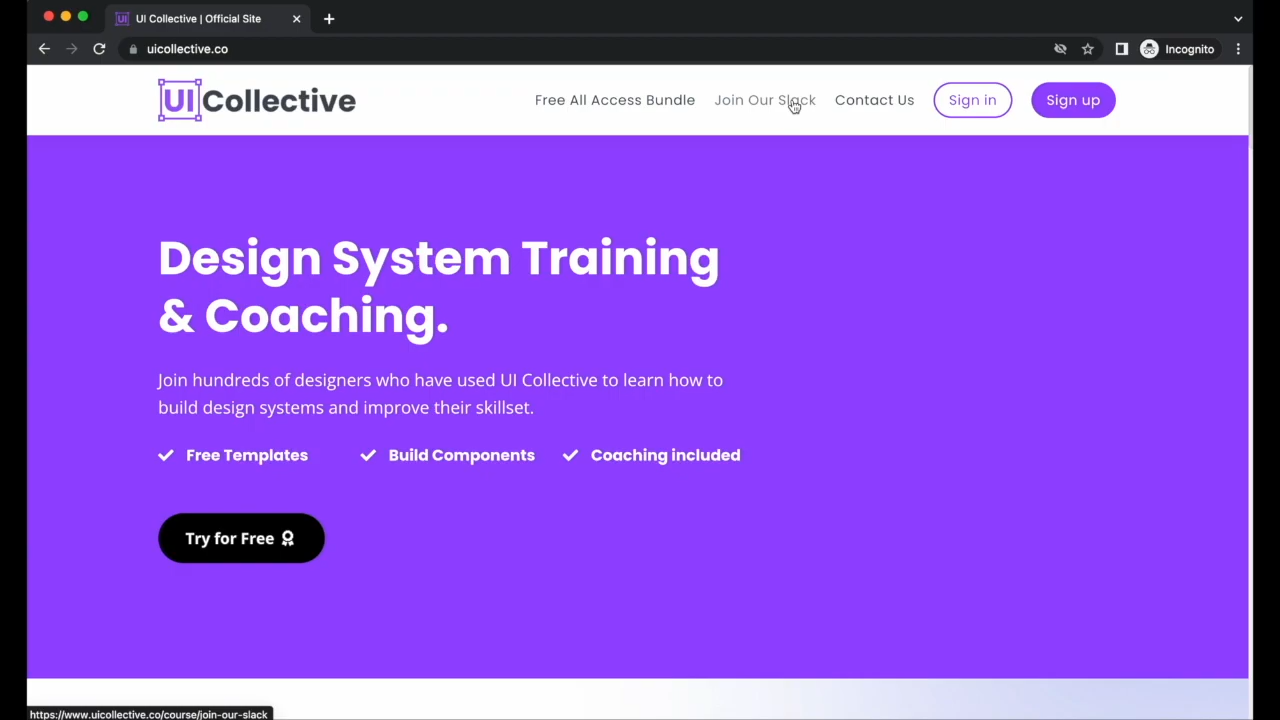 UI Collective | Official Site
uicollective.co
Incognito
UI Collective
Free All Access Bundle
Join Our Slack
Contact Us
Sign in
Sign up
Design System Training
& Coaching.
Join hundreds of designers who have used UI Collective to learn how to
build design systems and improve their skillset.
Free Templates
Build Components
Coaching included
Try for Free
https://www.uicollective.co/course/join-our-slack